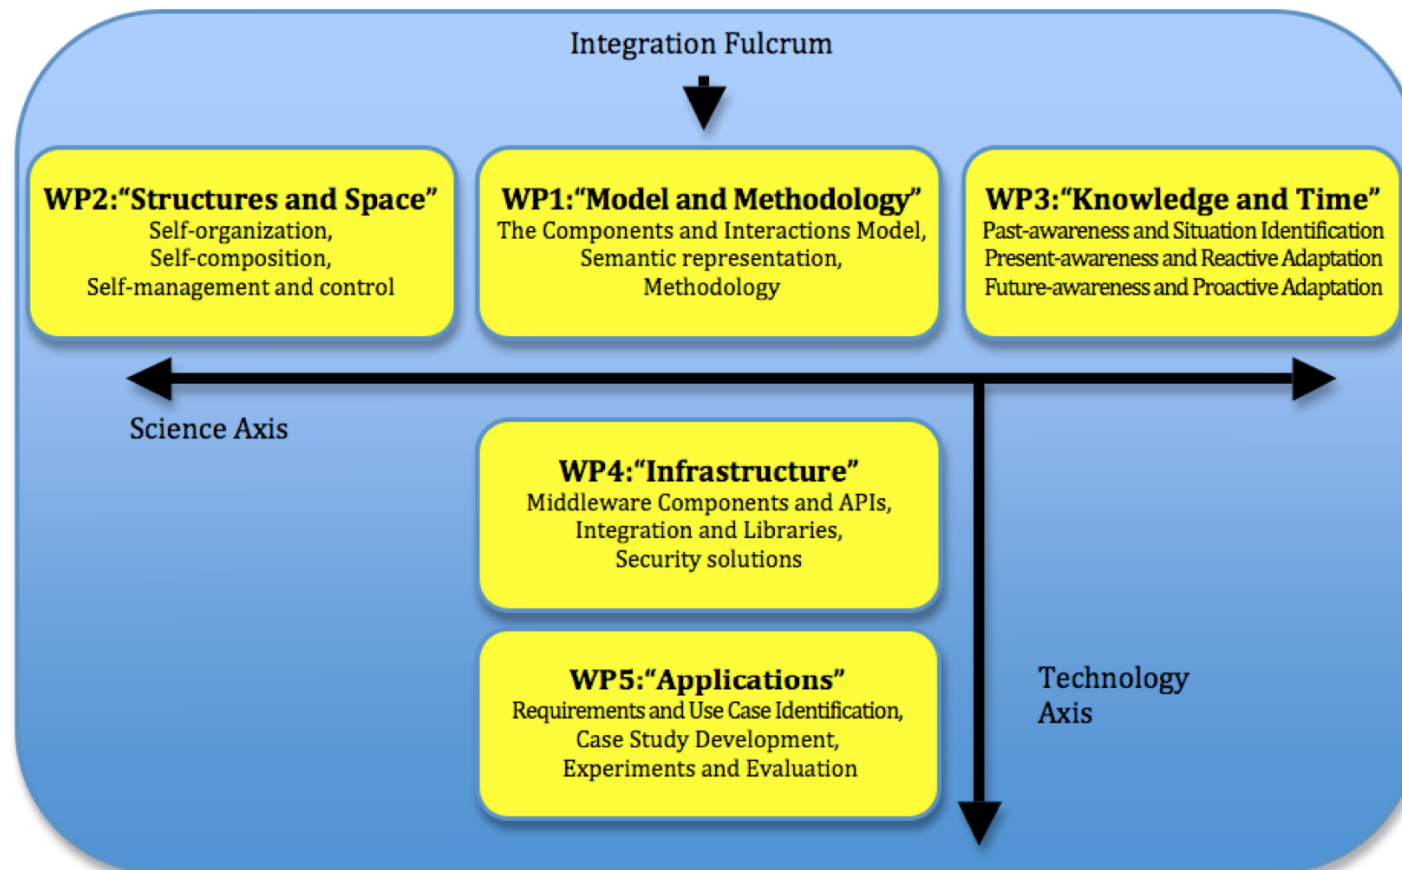 Integration Fulcrum
WP2:“Structures and Space”
Self-organization,
Self-composition,
Self-management and control
WP1:“Model and Methodology”
The Components and Interactions Model,
Semantic representation,
Methodology
WP3:“Knowledge and Time”
Past-awareness and Situation Identification
Present-awareness and Reactive Adaptation
Future-awareness and Proactive Adaptation
Science Axis
WP4:“Infrastructure”
Middleware Components and APIs,
Integration and Libraries,
Security solutions
WP5:“Applications”
Requirements and Use Case Identification,
Case Study Development,
Experiments and Evaluation
Technology
Axis